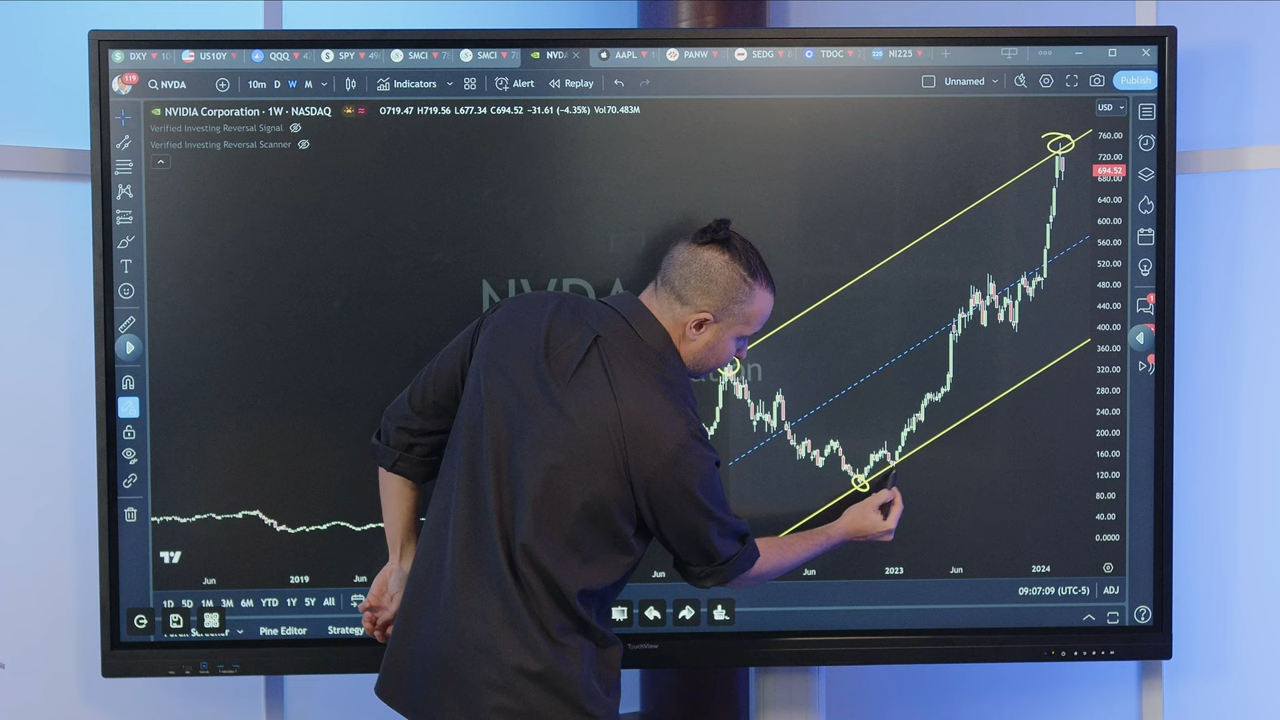 DXY QQQ SPY SMCI SMCI NVD AAPL PANW SEDG TDOC NI225
119 NVDA 10m D W M Indicators Alert Replay Unnamed Publish
NVIDIA Corporation · 1W · NASDAQ O719.47 H719.56 L677.34 C694.52 −31.61 (−4.35%) Vol70.483M USD
Verified Investing Reversal Signal
Verified Investing Reversal Scanner
760.00
720.00
694.52
680.00
640.00
600.00
560.00
520.00
480.00
440.00
400.00
360.00
320.00
280.00
240.00
200.00
160.00
120.00
80.00
40.00
0.0000
NVDA
Jun 2019 Jun Jun Jun 2023 Jun 2024
09:07:09 (UTC-5) ADJ
1D 5D 1M 3M 6M YTD 1Y 5Y All
Pine Editor Strategy
TouchView